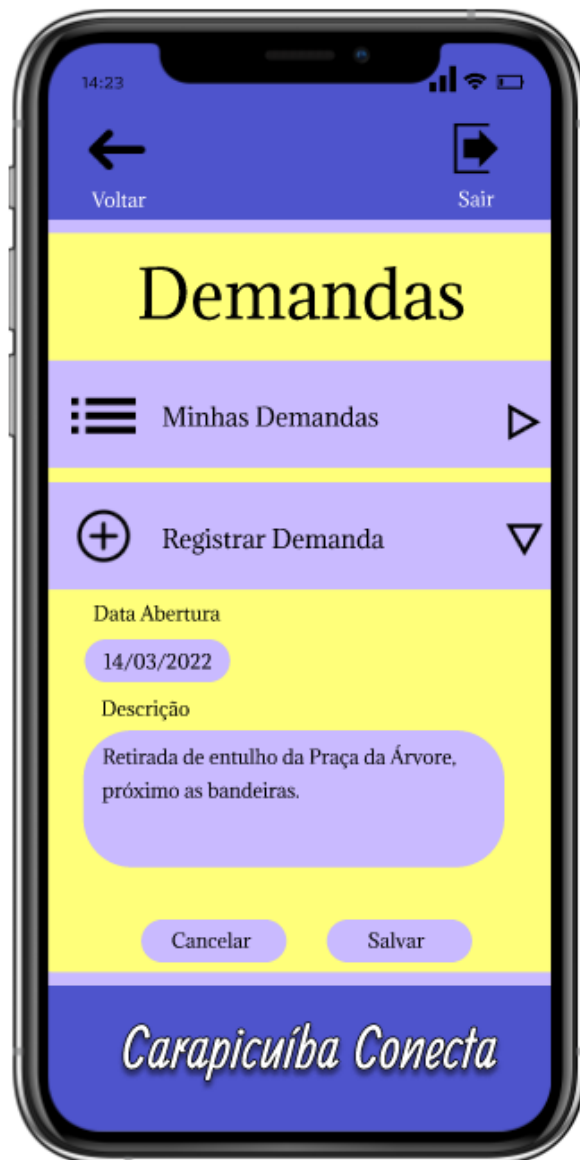 14:23
Voltar
Sair
Demandas
Minhas Demandas
Registrar Demanda
Data Abertura
14/03/2022
Descrição
Retirada de entulho da Praça da Árvore,
próximo as bandeiras.
Cancelar
Salvar
Carapicuíba Conecta